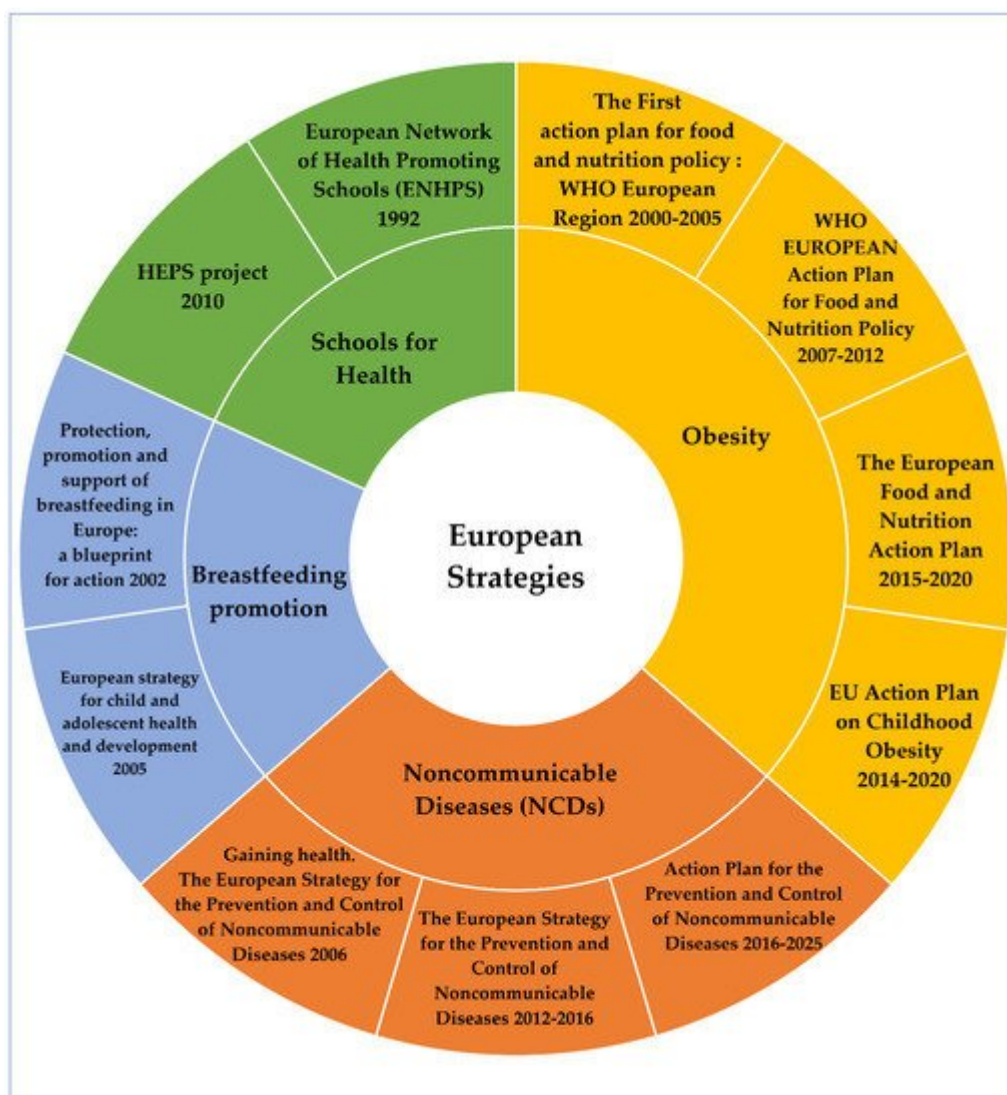 European
Strategies
Obesity
The First
action plan for food
and nutrition policy :
WHO European
Region 2000-2005
WHO
EUROPEAN
Action Plan
for Food and
Nutrition Policy
2007-2012
The European
Food and
Nutrition
Action Plan
2015-2020
EU Action Plan
on Childhood
Obesity
2014-2020
Noncommunicable
Diseases (NCDs)
Action Plan for the
Prevention and Control
of Noncommunicable
Diseases 2016-2025
The European Strategy
for the Prevention and
Control of
Noncommunicable
Diseases 2012-2016
Gaining health.
The European Strategy for
the Prevention and Control
of Noncommunicable
Diseases 2006
Breastfeeding
promotion
European strategy
for child and
adolescent health
and development
2005
Protection,
promotion and
support of
breastfeeding in
Europe:
a blueprint
for action 2002
Schools for
Health
HEPS project
2010
European Network
of Health Promoting
Schools (ENHPS)
1992